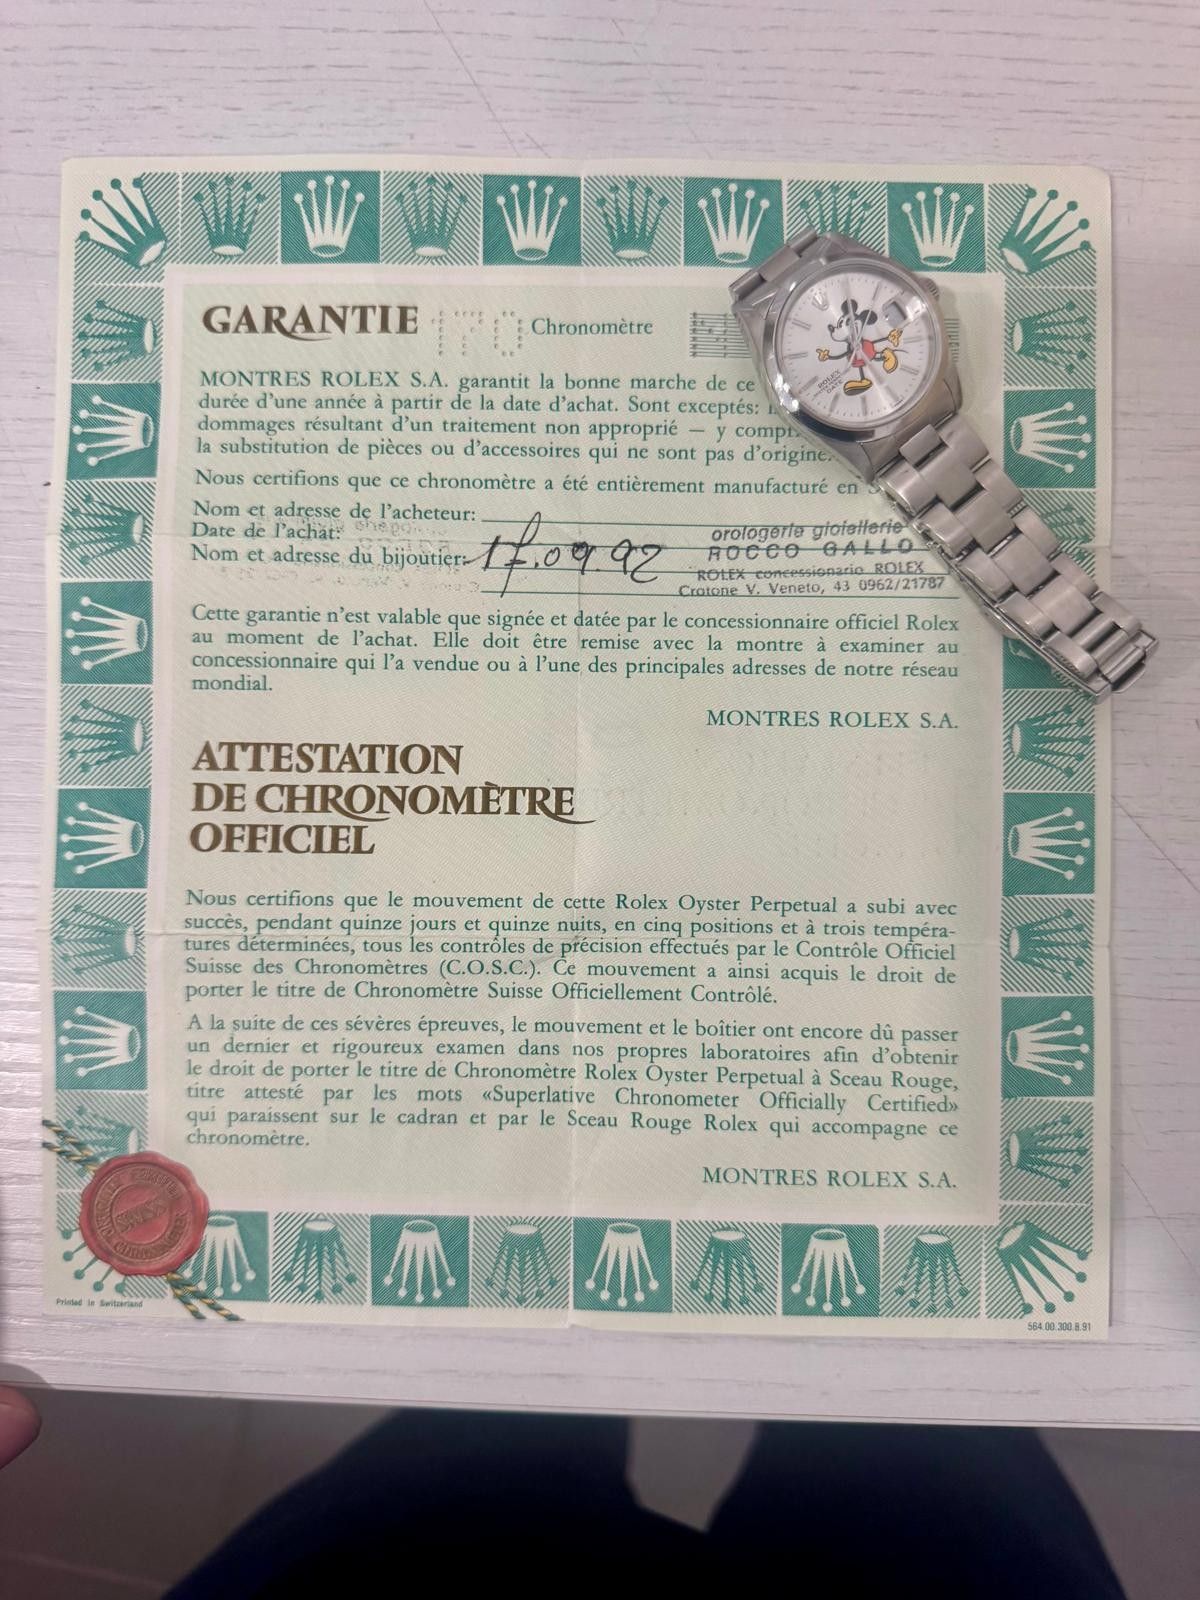 GARANTIE 170 Chronomètre
MONTRES ROLEX S.A. garantit la bonne marche de ce
durée d'une année à partir de la date d'achat. Sont exceptés:
dommages résultant d'un traitement non approprié — y
la substitution de pièces ou d'accessoires qui ne sont pas d'origine.
Nous certifions que ce chronomètre a été entièrement manufacturé en
Nom et adresse de l'acheteur:
Date de l'achat:
Nom et adresse du bijoutier:
17.09.92
orologerie gioiellerie
ROCCO GALLO
ROLEX concessionario ROLEX
Crotone V. Veneto, 43 0962/21787
Cette garantie n'est valable que signée et datée par le concessionnaire officiel Rolex
au moment de l'achat. Elle doit être remise avec la montre à examiner au
concessionnaire qui l'a vendue ou à l'une des principales adresses de notre réseau
mondial.
MONTRES ROLEX S.A.
ATTESTATION
DE CHRONOMÈTRE
OFFICIEL
Nous certifions que le mouvement de cette Rolex Oyster Perpetual a subi avec
succès, pendant quinze jours et quinze nuits, en cinq positions et à trois tempéra-
tures déterminées, tous les contrôles de précision effectués par le Contrôle Officiel
Suisse des Chronomètres (C.O.S.C.). Ce mouvement a ainsi acquis le droit de
porter le titre de Chronomètre Suisse Officiellement Contrôlé.
A la suite de ces sévères épreuves, le mouvement et le boîtier ont encore dû passer
un dernier et rigoureux examen dans nos propres laboratoires afin d'obtenir
le droit de porter le titre de Chronomètre Rolex Oyster Perpetual à Sceau Rouge,
titre attesté par les mots «Superlative Chronometer Officially Certified»
qui paraissent sur le cadran et par le Sceau Rouge Rolex qui accompagne ce
chronomètre.
MONTRES ROLEX S.A.
Printed in Switzerland
564.00.300.8.91
ROLEX
DATE
SWISS